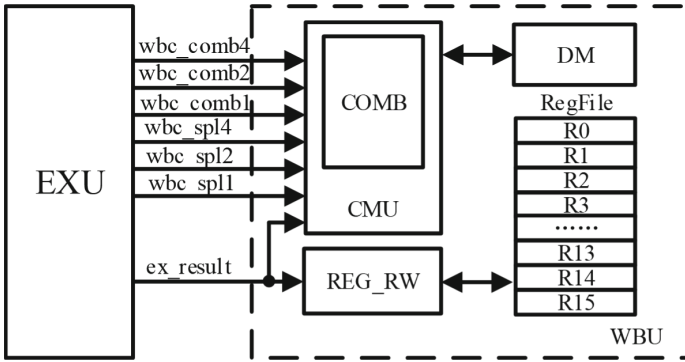 wbc_comb4
wbc_comb2
wbc_comb1
wbc_spl4
wbc_spl2
wbc_spl1
ex_result
EXU
COMB
CMU
REG_RW
DM
RegFile
R0
R1
R2
R3
......
R13
R14
R15
WBU